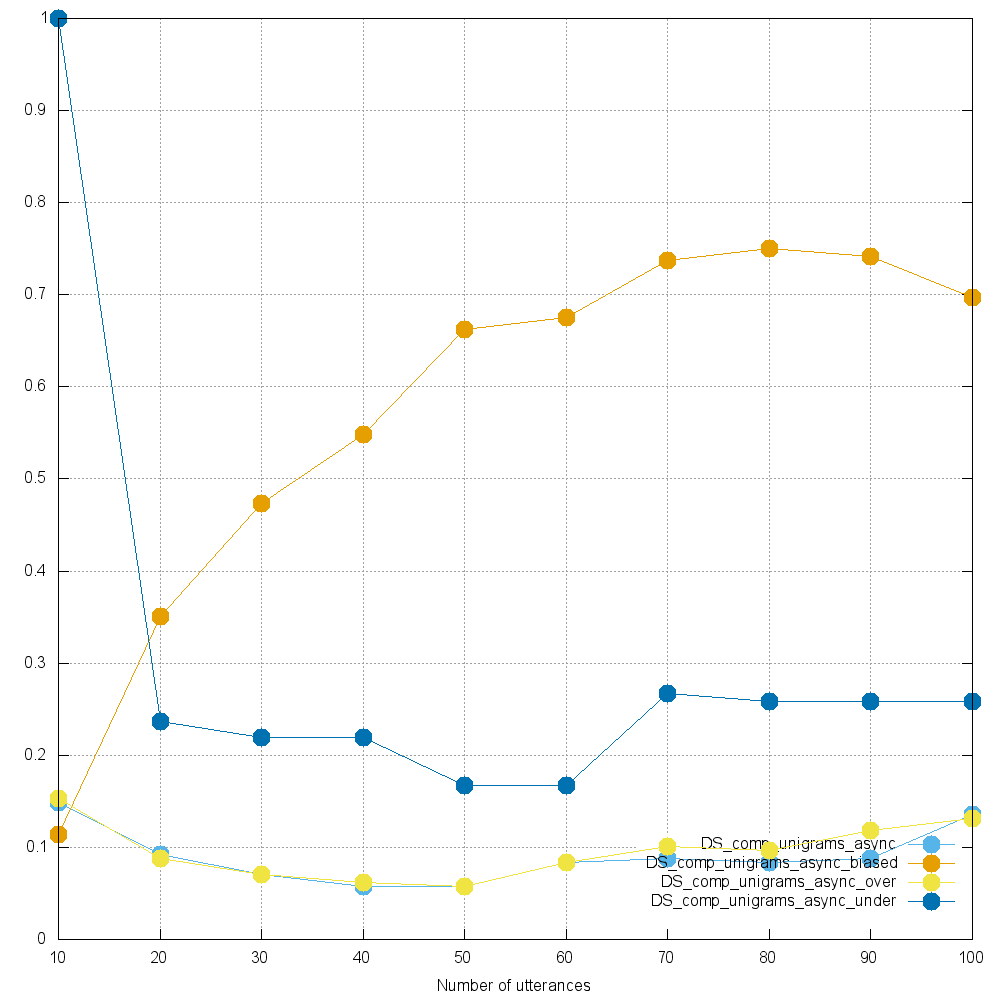 1
0.9
0.8
0.7
0.6
0.5
0.4
0.3
0.2
0.1
0
DS_comp_unigrams_async
DS_comp_unigrams_async_biased
DS_comp_unigrams_async_over
DS_comp_unigrams_async_under
10 20 30 40 50 60 70 80 90 100
Number of utterances